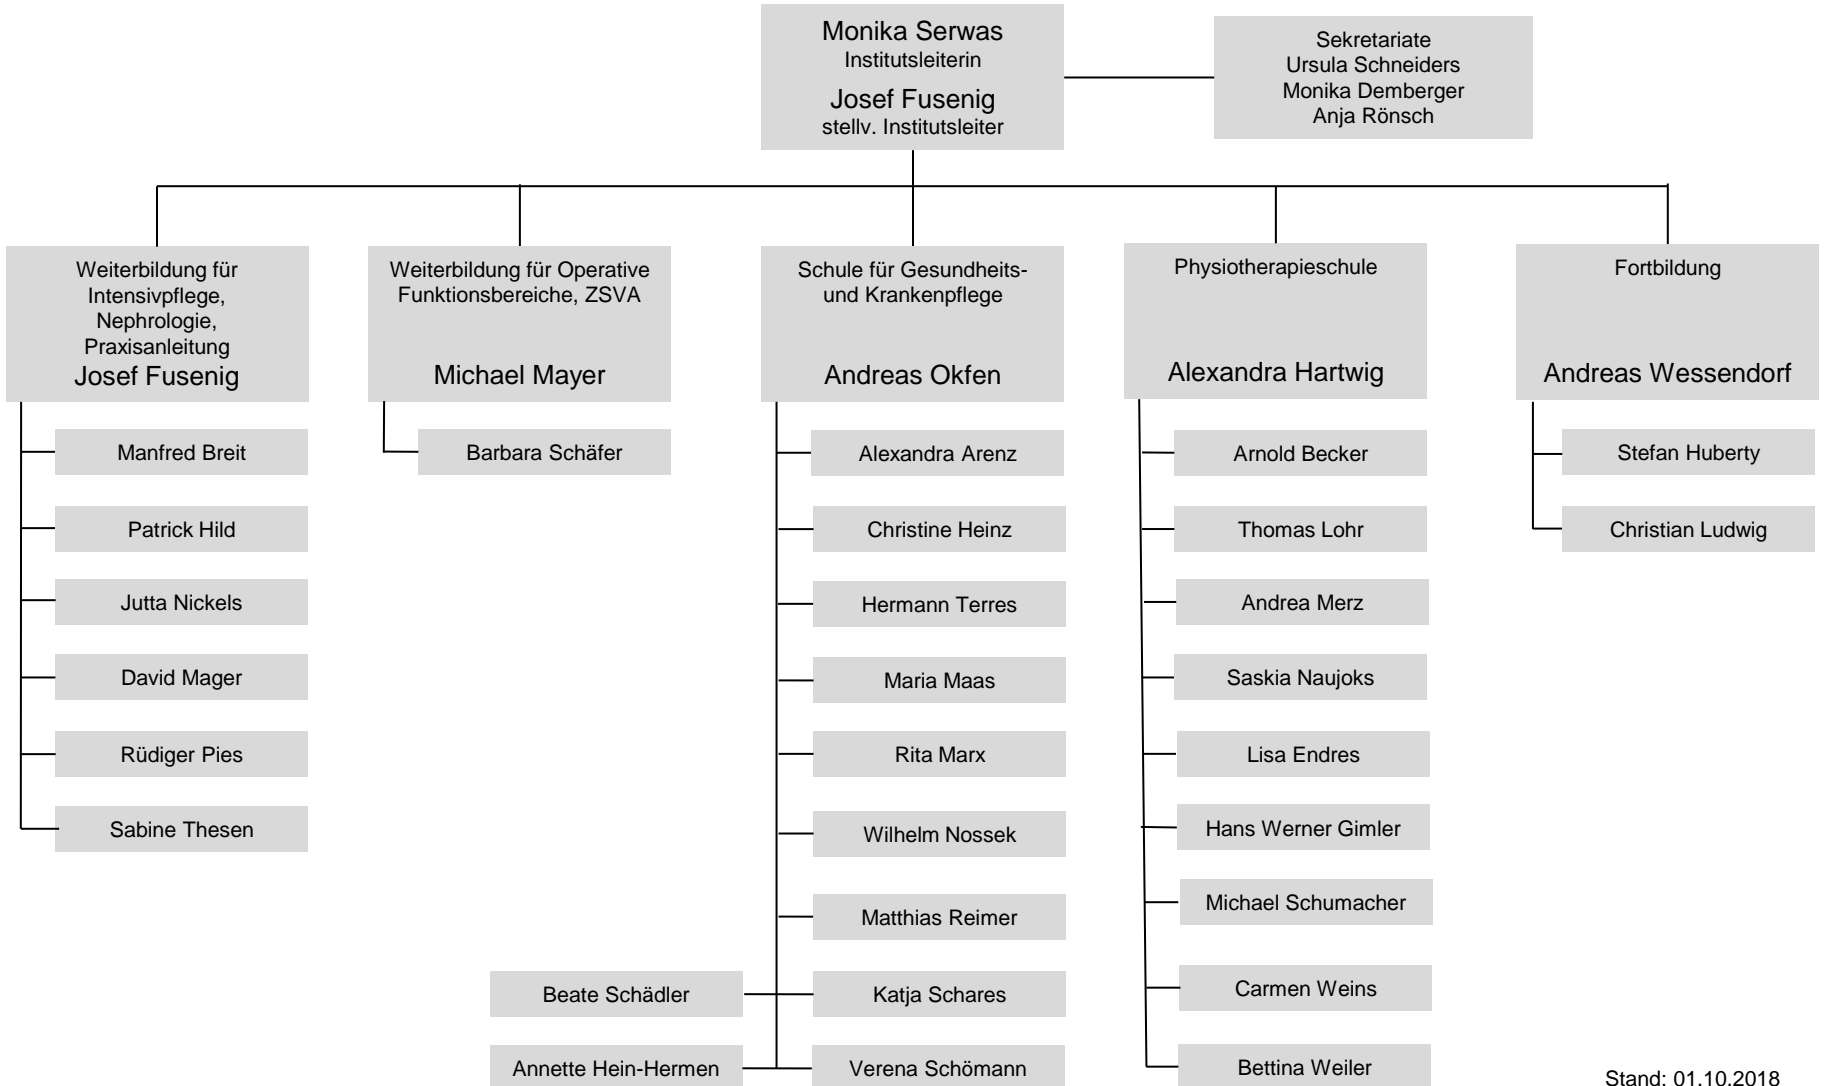 Monika Serwas
Institutsleiterin
Josef Fusenig
stellv. Institutsleiter
Sekretariate
Ursula Schneiders
Monika Demberger
Anja Rönsch
Weiterbildung für
Intensivpflege,
Nephrologie,
Praxisanleitung
Josef Fusenig
Manfred Breit
Patrick Hild
Jutta Nickels
David Mager
Rüdiger Pies
Sabine Thesen
Weiterbildung für Operative
Funktionsbereiche, ZSVA
Michael Mayer
Barbara Schäfer
Schule für Gesundheits-
und Krankenpflege
Andreas Okfen
Alexandra Arenz
Christine Heinz
Hermann Terres
Maria Maas
Rita Marx
Wilhelm Nossek
Matthias Reimer
Beate Schädler
Katja Schares
Annette Hein-Hermen
Verena Schömann
Physiotherapieschule
Alexandra Hartwig
Arnold Becker
Thomas Lohr
Andrea Merz
Saskia Naujoks
Lisa Endres
Hans Werner Gimler
Michael Schumacher
Carmen Weins
Bettina Weiler
Fortbildung
Andreas Wessendorf
Stefan Huberty
Christian Ludwig
Stand: 01.10.2018